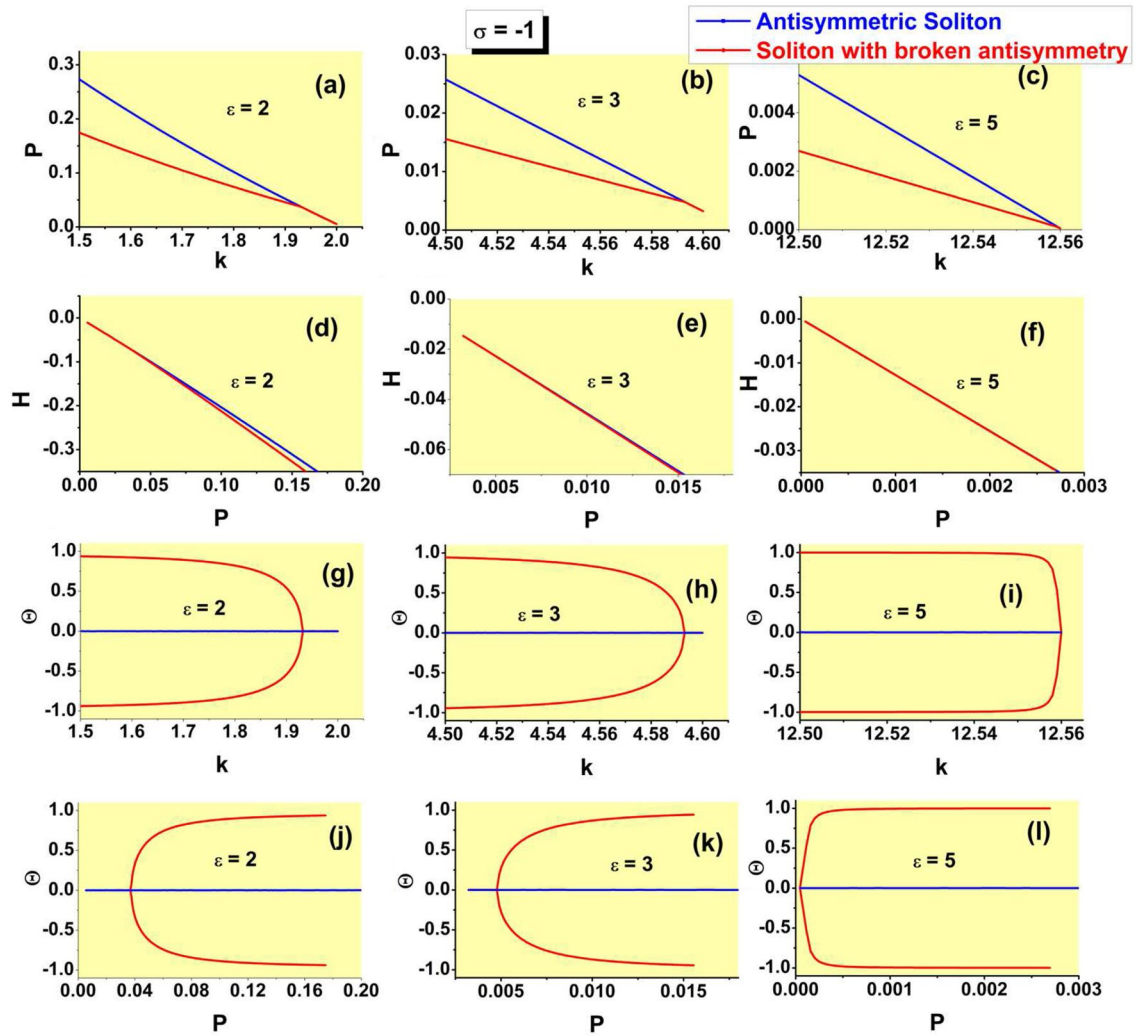 σ = -1
Antisymmetric Soliton
Soliton with broken antisymmetry
(a)
ε = 2
P
0.3
0.2
0.1
0.0
1.5 1.6 1.7 1.8 1.9 2.0
k
(b)
ε = 3
P
0.03
0.02
0.01
0.00
4.50 4.52 4.54 4.56 4.58 4.60
k
(c)
ε = 5
P
0.004
0.002
0.000
12.50 12.52 12.54 12.56
k
(d)
ε = 2
H
0.0
-0.1
-0.2
-0.3
0.00 0.05 0.10 0.15 0.20
P
(e)
ε = 3
H
0.00
-0.02
-0.04
-0.06
0.005 0.010 0.015
P
(f)
ε = 5
H
0.00
-0.01
-0.02
-0.03
0.000 0.001 0.002 0.003
P
(g)
ε = 2
Θ
1.0
0.5
0.0
-0.5
-1.0
1.5 1.6 1.7 1.8 1.9 2.0
k
(h)
ε = 3
Θ
1.0
0.5
0.0
-0.5
-1.0
4.50 4.52 4.54 4.56 4.58 4.60
k
(i)
ε = 5
Θ
1.0
0.5
0.0
-0.5
-1.0
12.50 12.52 12.54 12.56
k
(j)
ε = 2
Θ
1.0
0.5
0.0
-0.5
-1.0
0.00 0.04 0.08 0.12 0.16 0.20
P
(k)
ε = 3
Θ
1.0
0.5
0.0
-0.5
-1.0
0.005 0.010 0.015
P
(l)
ε = 5
Θ
1.0
0.5
0.0
-0.5
-1.0
0.000 0.001 0.002 0.003
P